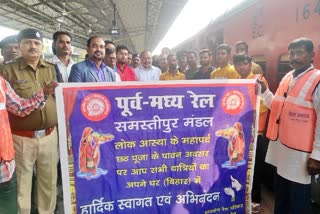 पूर्व-मध्य रेल
समस्तीपुर मंडल
लोक आस्था के महापर्व
छठ पूजा के पावन अवसर
पर आप सभी यात्रियों का
अपने घर (बिहार) में
हार्दिक स्वागत एवं अभिनंदन